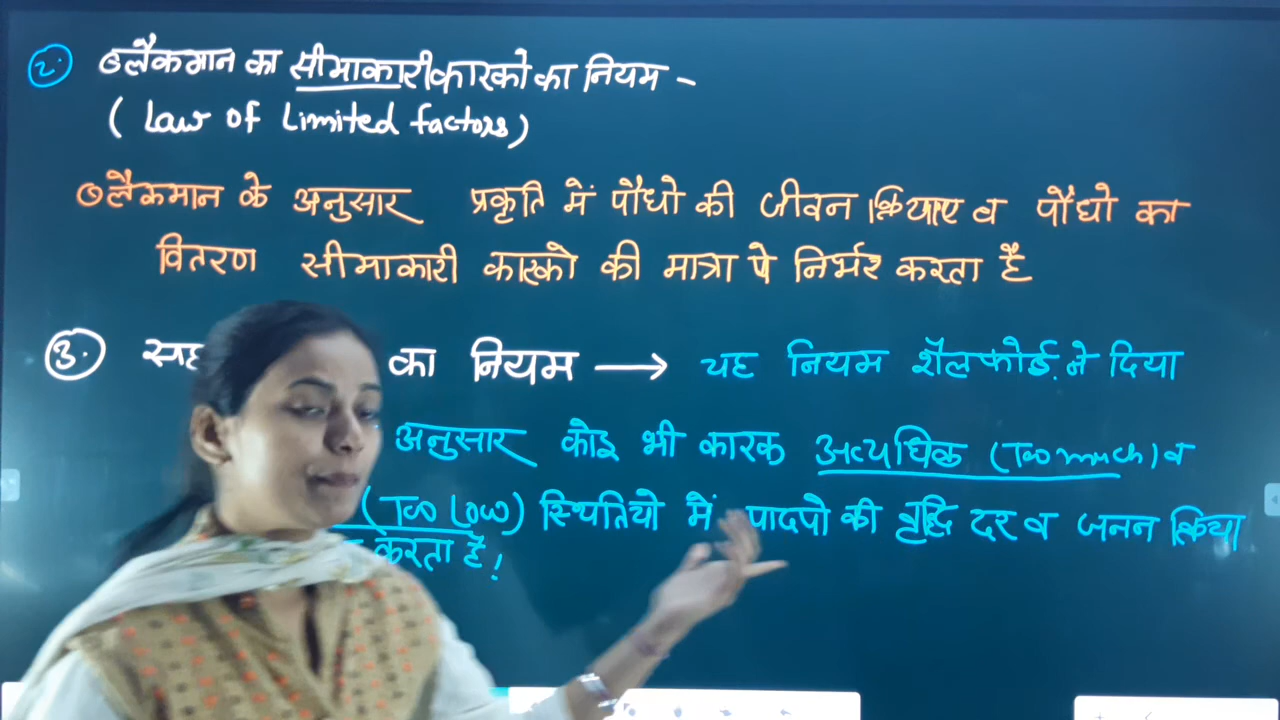 2. ब्लैकमान का सीमाकारी कारको का नियम -
( Law of Limited factors)
ब्लैकमान के अनुसार प्रकृति में पौधो की जीवन क्रियाए व पौधो का
वितरण सीमाकारी कारको की मात्रा पे निर्भर करता है
3. का नियम → यह नियम शैलफोर्ड ने दिया
अनुसार कोइ भी कारक अत्यधिक (Too much) व
(Too Low) स्थितियो में पादपो की वृद्धि दर व जनन क्रिया
करता है!